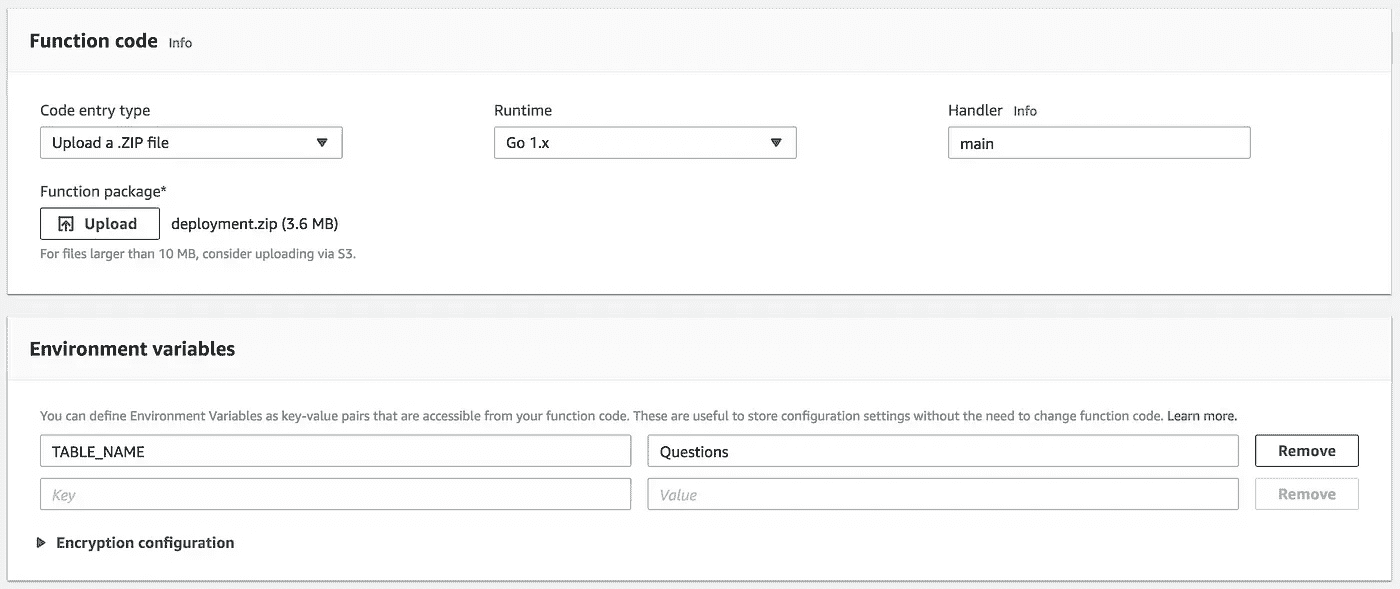 Function code Info
Code entry type Runtime Handler Info
Upload a .ZIP file Go 1.x main
Function package*
Upload deployment.zip (3.6 MB)
For files larger than 10 MB, consider uploading via S3.
Environment variables
You can define Environment Variables as key-value pairs that are accessible from your function code. These are useful to store configuration settings without the need to change function code. Learn more.
TABLE_NAME Questions Remove
Key Value Remove
Encryption configuration